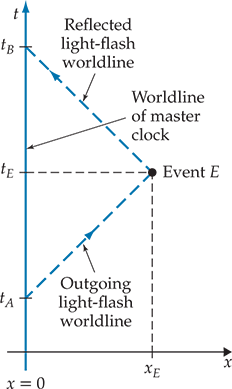 t
Reflected
light-flash
worldline
t_B
Worldline
of master
clock
t_E
Event E
Outgoing
light-flash
worldline
t_A
x
x_E
x = 0